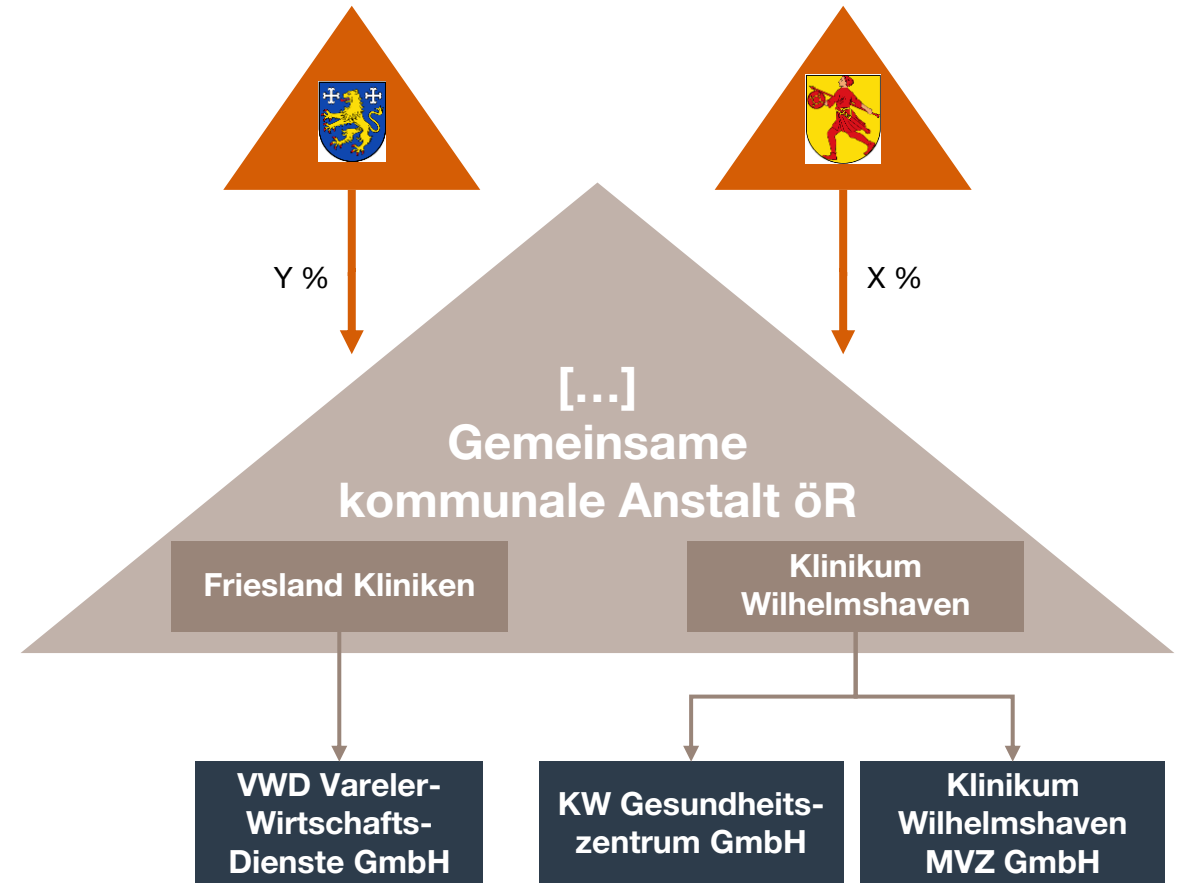 Y %
X %
[...]
Gemeinsame
kommunale Anstalt öR
Friesland Kliniken
Klinikum
Wilhelmshaven
VWD Vareler-
Wirtschafts-
Dienste GmbH
KW Gesundheits-
zentrum GmbH
Klinikum
Wilhelmshaven
MVZ GmbH